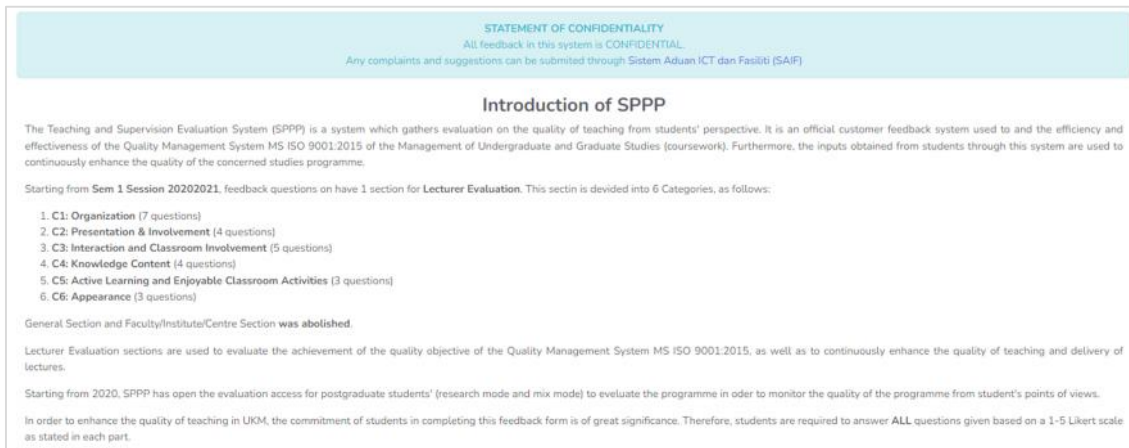 STATEMENT OF CONFIDENTIALITY
All feedback in this system is CONFIDENTIAL.
Any complaints and suggestions can be submited through Sistem Aduan ICT dan Fasiliti (SAIF)
Introduction of SPPP
The Teaching and Supervision Evaluation System (SPPP) is a system which gathers evaluation on the quality of teaching from students' perspective. It is an official customer feedback system used to and the efficiency and
effectiveness of the Quality Management System MS ISO 9001:2015 of the Management of Undergraduate and Graduate Studies (coursework). Furthermore, the inputs obtained from students through this system are used to
continuously enhance the quality of the concerned studies programme.
Starting from Sem 1 Session 20202021, feedback questions on have 1 section for Lecturer Evaluation. This sectin is devided into 6 Categories, as follows:
1. C1: Organization (7 questions)
2. C2: Presentation & Involvement (4 questions)
3. C3: Interaction and Classroom Involvement (5 questions)
4. C4: Knowledge Content (4 questions)
5. C5: Active Learning and Enjoyable Classroom Activities (3 questions)
6. C6: Appearance (3 questions)
General Section and Faculty/Institute/Centre Section was abolished.
Lecturer Evaluation sections are used to evaluate the achievement of the quality objective of the Quality Management System MS ISO 9001:2015, as well as to continuously enhance the quality of teaching and delivery of
lectures.
Starting from 2020, SPPP has open the evaluation access for postgraduate students' (research mode and mix mode) to eveluate the programme in oder to monitor the quality of the programme from student's points of views.
In order to enhance the quality of teaching in UKM, the commitment of students in completing this feedback form is of great significance. Therefore, students are required to answer ALL questions given based on a 1-5 Likert scale
as stated in each part.